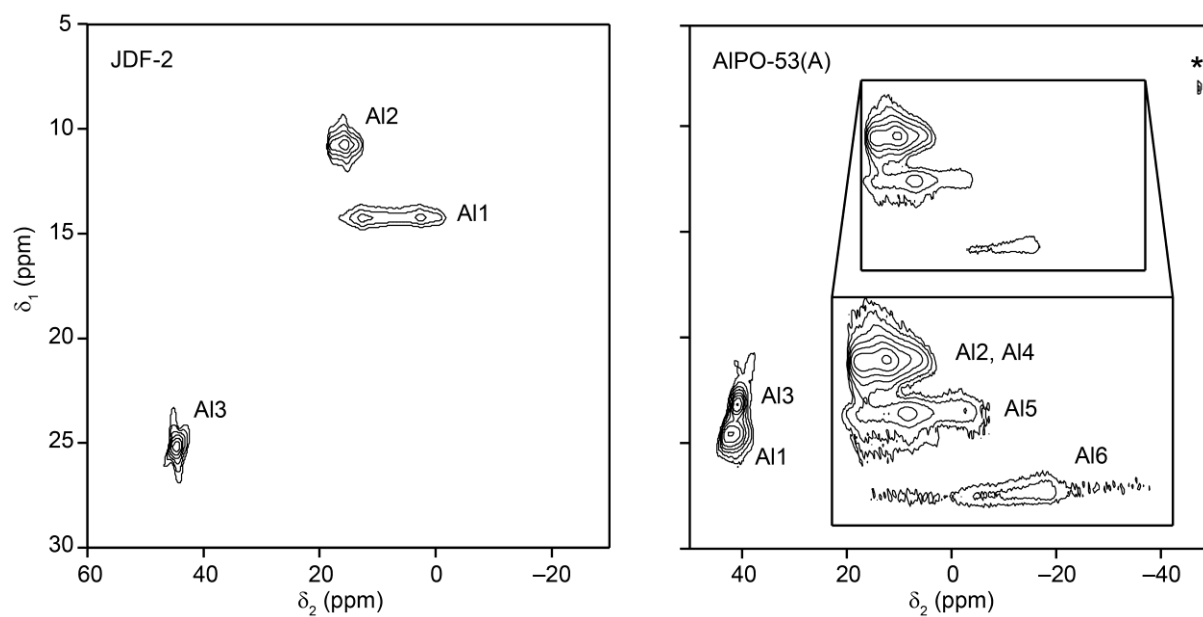 JDF-2
Al2
Al1
Al3
5
10
15
20
25
30
δ1 (ppm)
60
40
20
0
–20
δ2 (ppm)
AlPO-53(A)
*
Al2, Al4
Al5
Al6
Al3
Al1
40
20
0
–20
–40
δ2 (ppm)